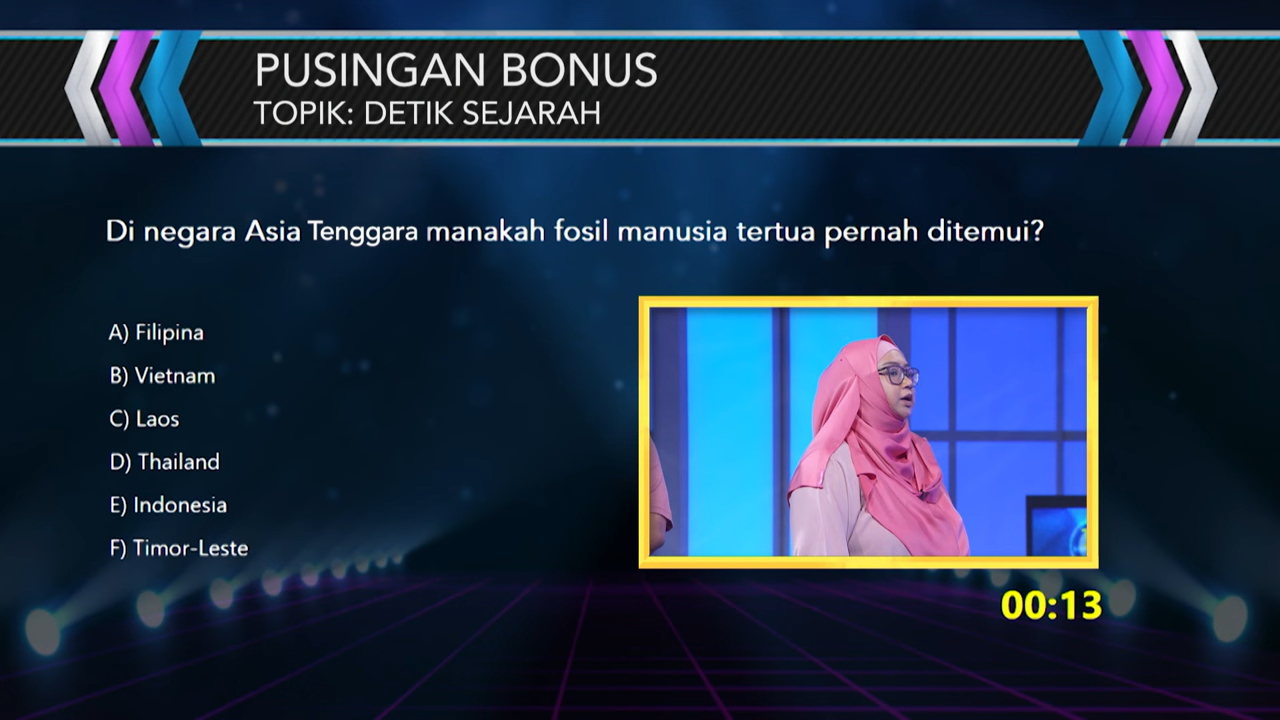 PUSINGAN BONUS
TOPIK: DETIK SEJARAH
Di negara Asia Tenggara manakah fosil manusia tertua pernah ditemui?
A) Filipina
B) Vietnam
C) Laos
D) Thailand
E) Indonesia
F) Timor-Leste
00:13